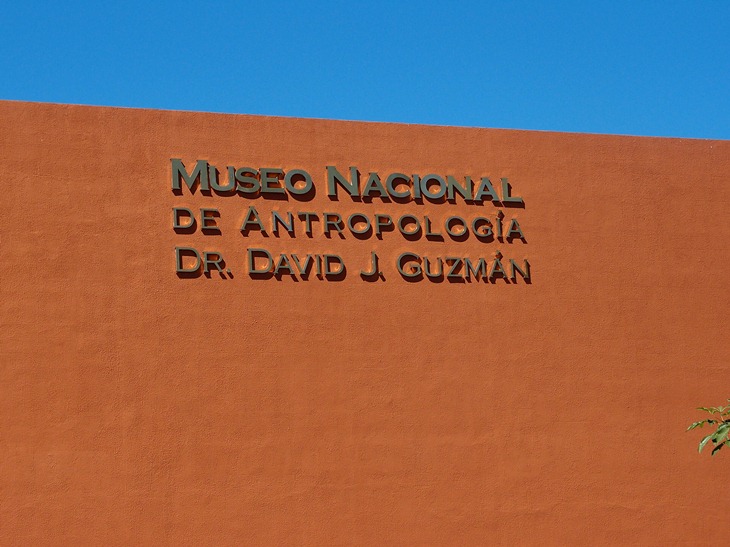 Museo Nacional
de Antropología
Dr. David J. Guzmán